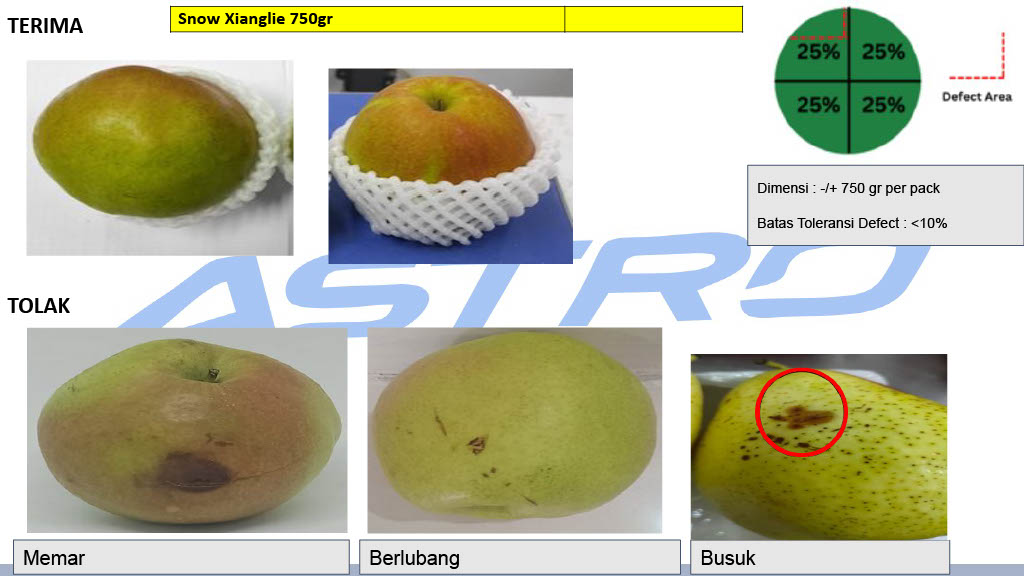 TERIMA
Snow Xianglie 750gr
25% 25%
25% 25%
Defect Area
Dimensi : -/+ 750 gr per pack
Batas Toleransi Defect : <10%
ASTRO
TOLAK
Memar
Berlubang
Busuk